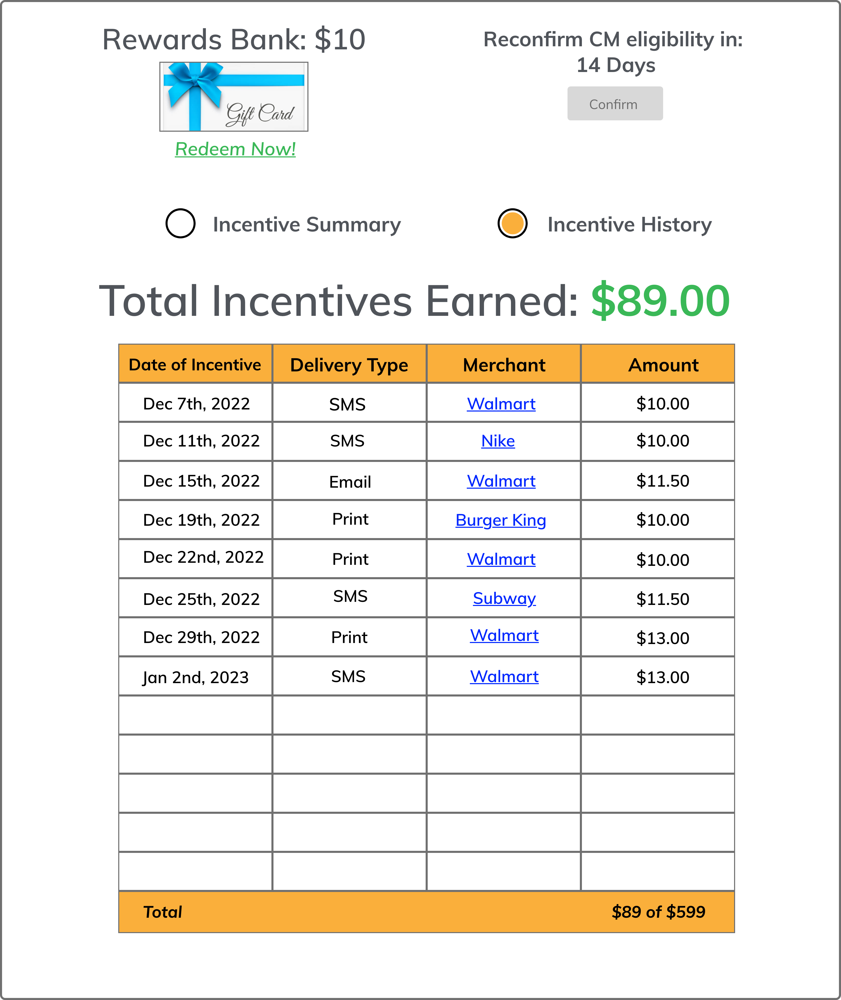 Rewards Bank: $10
Reconfirm CM eligibility in:
14 Days
Gift Card
Confirm
Redeem Now!
Incentive Summary
Incentive History
Total Incentives Earned: $89.00
Date of Incentive Delivery Type Merchant Amount
Dec 7th, 2022 SMS Walmart $10.00
Dec 11th, 2022 SMS Nike $10.00
Dec 15th, 2022 Email Walmart $11.50
Dec 19th, 2022 Print Burger King $10.00
Dec 22nd, 2022 Print Walmart $10.00
Dec 25th, 2022 SMS Subway $11.50
Dec 29th, 2022 Print Walmart $13.00
Jan 2nd, 2023 SMS Walmart $13.00
Total $89 of $599